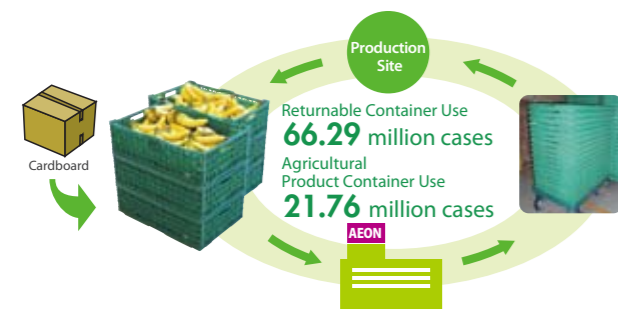 Production
Site
Cardboard
Returnable Container Use
66.29 million cases
Agricultural
Product Container Use
21.76 million cases
AEON